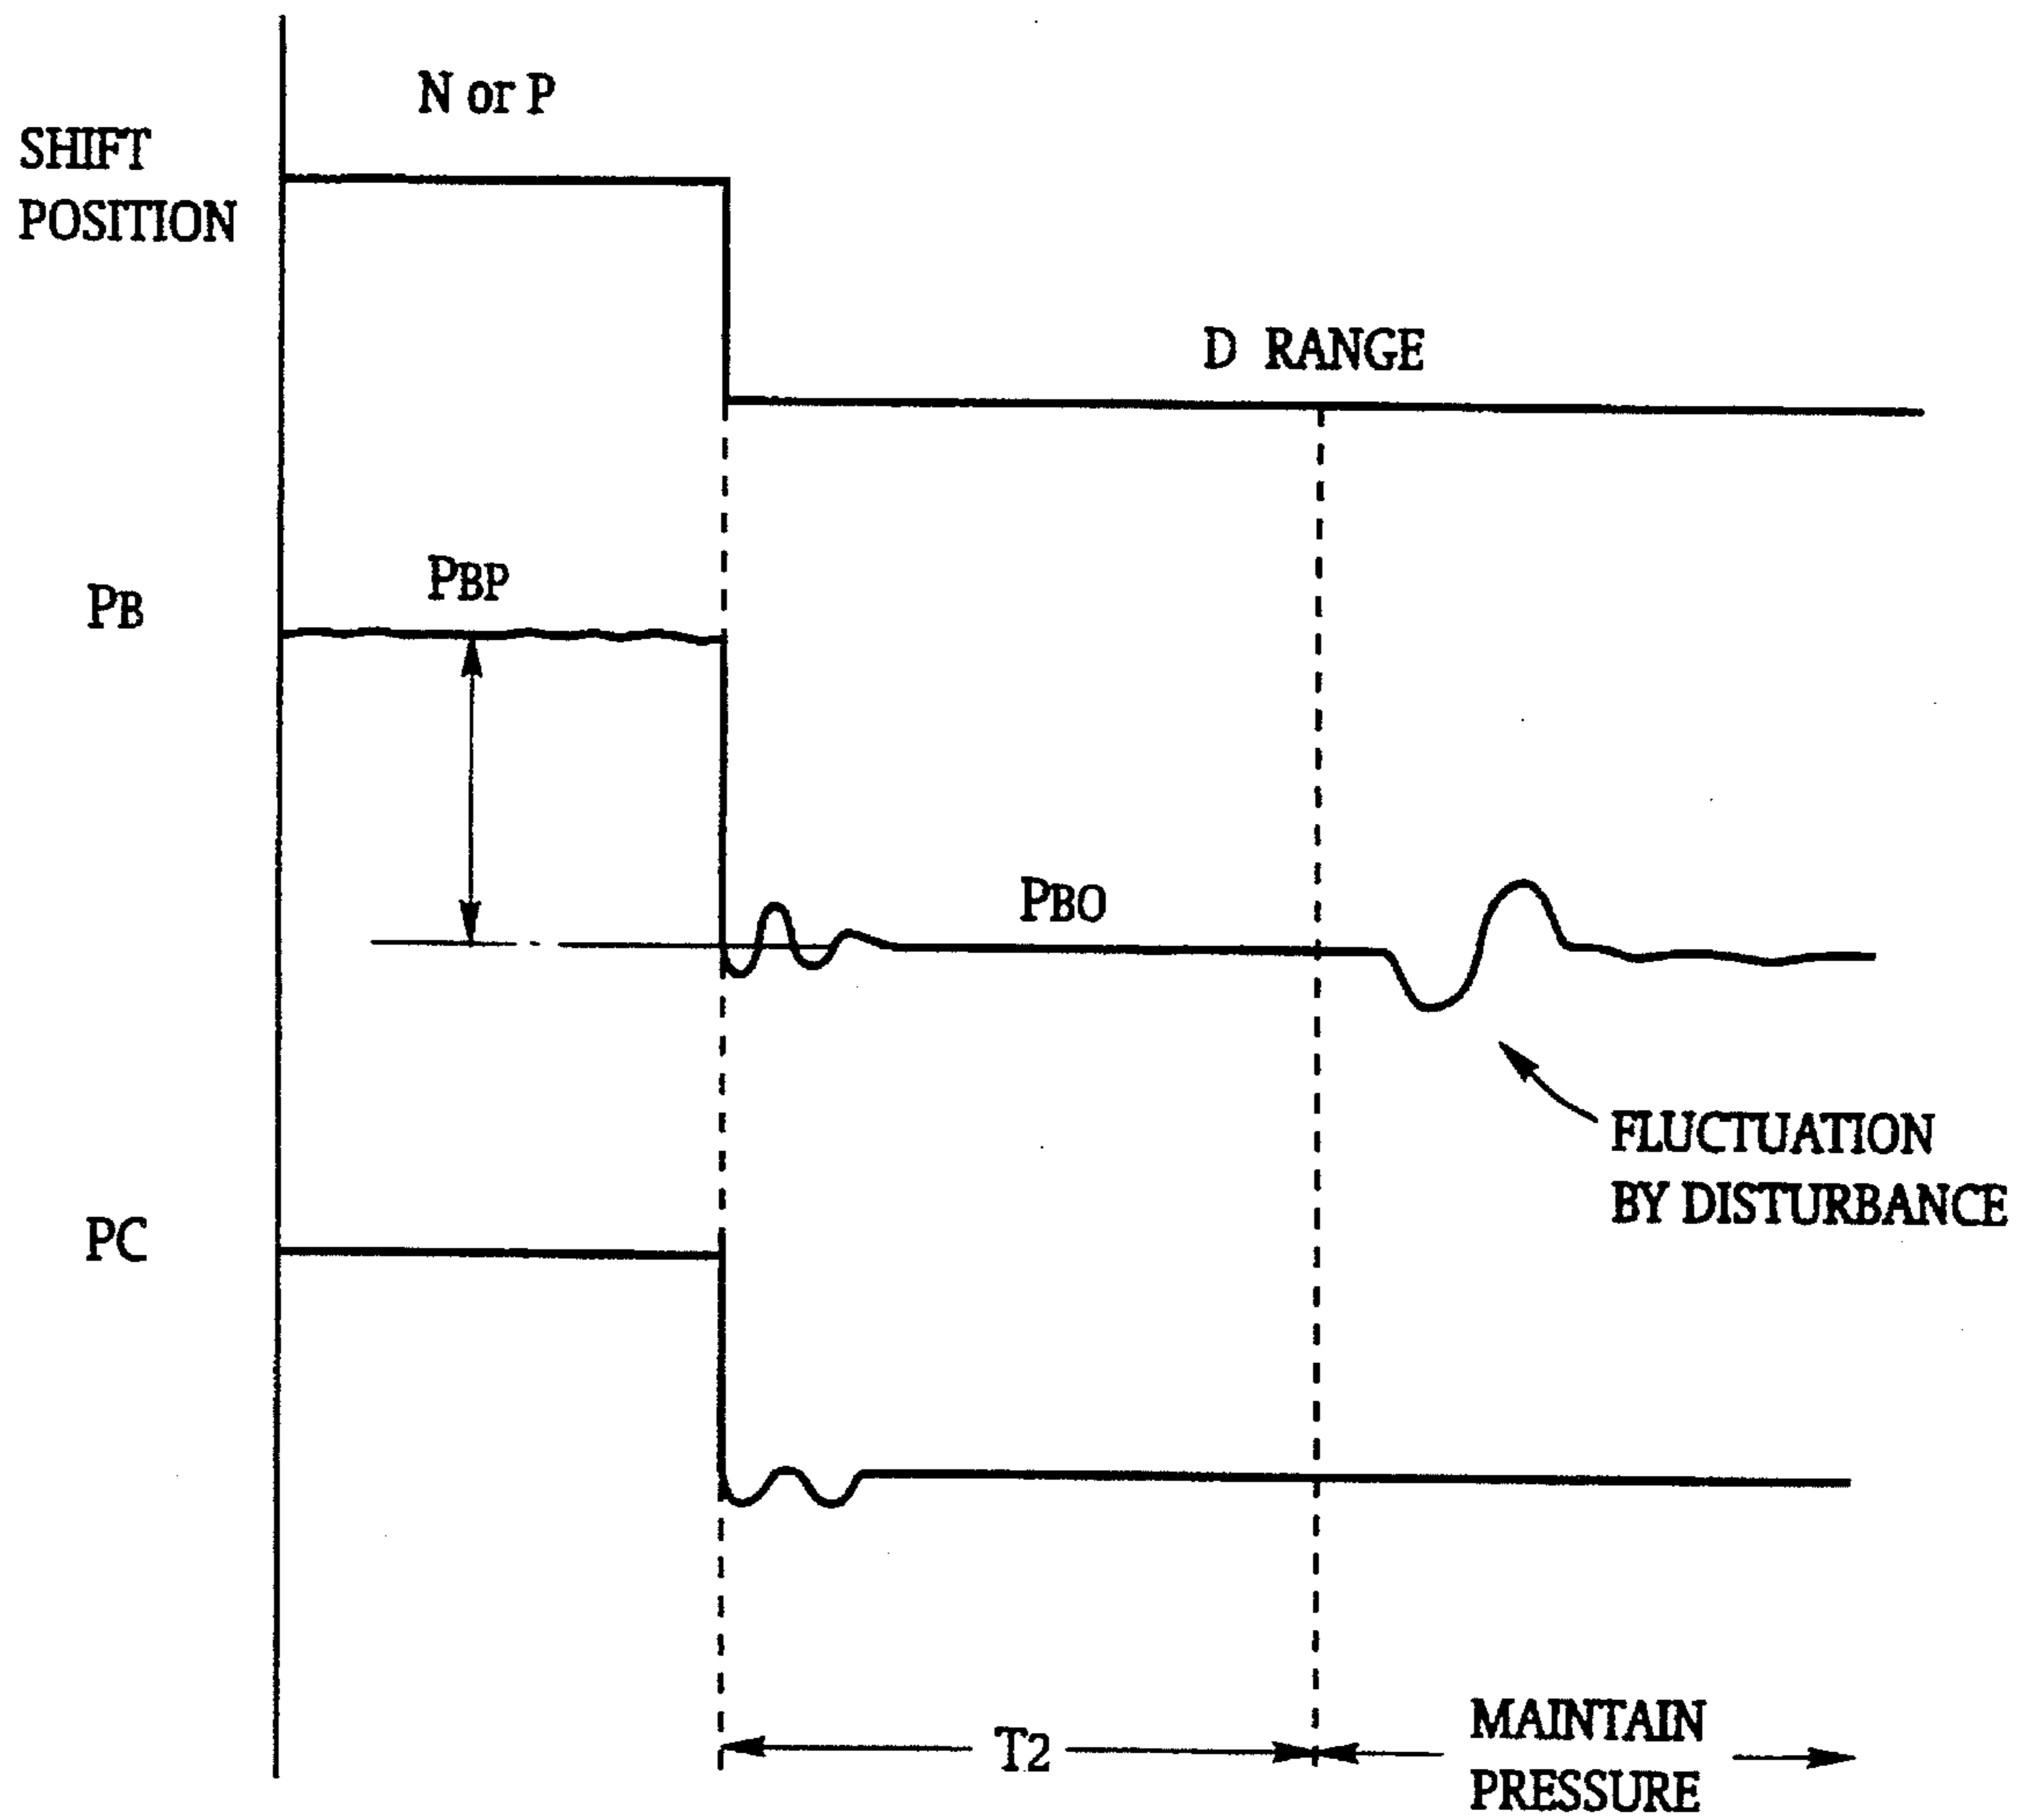 N or P
SHIFT
POSITION
D RANGE
PBP
PB
PBO
FLUCTUATION
BY DISTURBANCE
PC
T2
MAINTAIN
PRESSURE